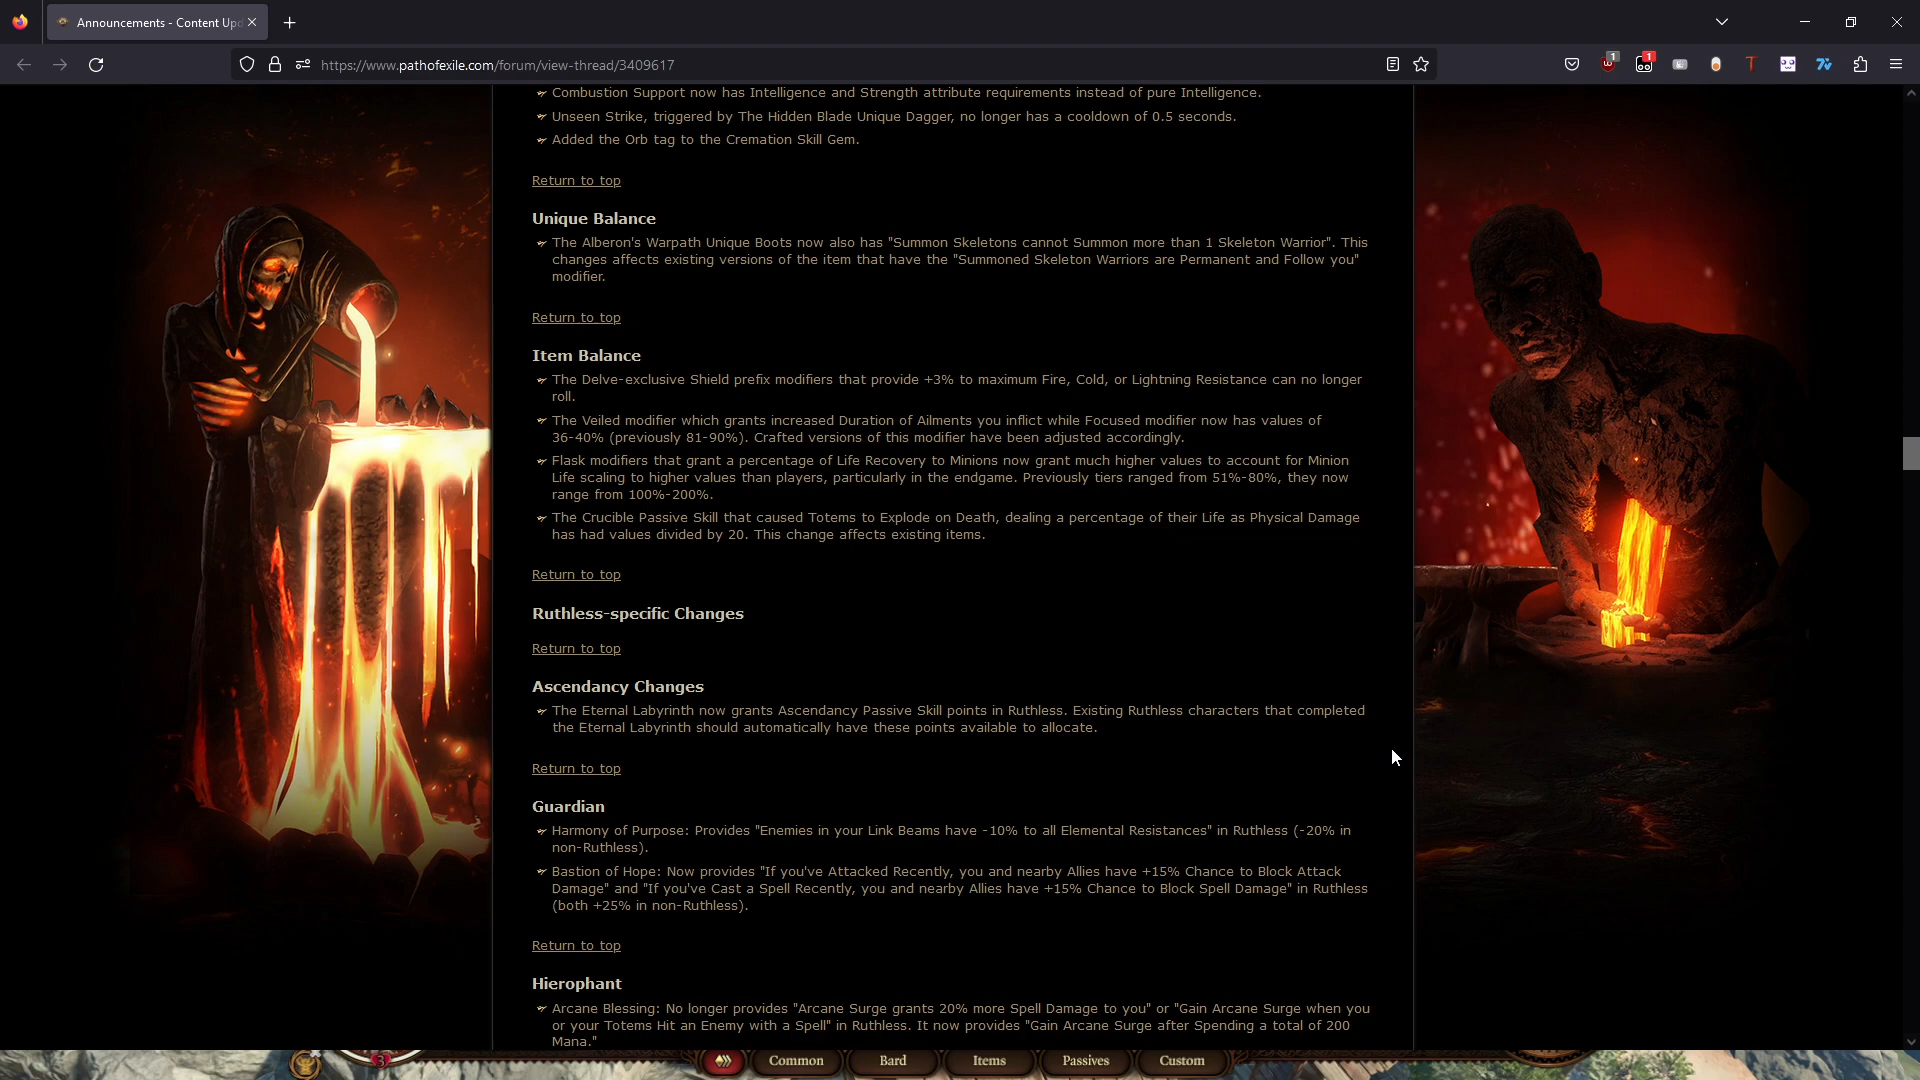 Announcements - Content Upd
https://www.pathofexile.com/forum/view-thread/3409617
1
1
Combustion Support now has Intelligence and Strength attribute requirements instead of pure Intelligence.
Unseen Strike, triggered by The Hidden Blade Unique Dagger, no longer has a cooldown of 0.5 seconds.
Added the Orb tag to the Cremation Skill Gem.
Return to top
Unique Balance
The Alberon's Warpath Unique Boots now also has "Summon Skeletons cannot Summon more than 1 Skeleton Warrior". This
changes affects existing versions of the item that have the "Summoned Skeleton Warriors are Permanent and Follow you"
modifier.
Return to top
Item Balance
The Delve-exclusive Shield prefix modifiers that provide +3% to maximum Fire, Cold, or Lightning Resistance can no longer
roll.
The Veiled modifier which grants increased Duration of Ailments you inflict while Focused modifier now has values of
36-40% (previously 81-90%). Crafted versions of this modifier have been adjusted accordingly.
Flask modifiers that grant a percentage of Life Recovery to Minions now grant much higher values to account for Minion
Life scaling to higher values than players, particularly in the endgame. Previously tiers ranged from 51%-80%, they now
range from 100%-200%.
The Crucible Passive Skill that caused Totems to Explode on Death, dealing a percentage of their Life as Physical Damage
has had values divided by 20. This change affects existing items.
Return to top
Ruthless-specific Changes
Return to top
Ascendancy Changes
The Eternal Labyrinth now grants Ascendancy Passive Skill points in Ruthless. Existing Ruthless characters that completed
the Eternal Labyrinth should automatically have these points available to allocate.
Return to top
Guardian
Harmony of Purpose: Provides "Enemies in your Link Beams have -10% to all Elemental Resistances" in Ruthless (-20% in
non-Ruthless).
Bastion of Hope: Now provides "If you've Attacked Recently, you and nearby Allies have +15% Chance to Block Attack
Damage" and "If you've Cast a Spell Recently, you and nearby Allies have +15% Chance to Block Spell Damage" in Ruthless
(both +25% in non-Ruthless).
Return to top
Hierophant
Arcane Blessing: No longer provides "Arcane Surge grants 20% more Spell Damage to you" or "Gain Arcane Surge when you
or your Totems Hit an Enemy with a Spell" in Ruthless. It now provides "Gain Arcane Surge after Spending a total of 200
Mana."
3
Common
Bard
Items
Passives
Custom